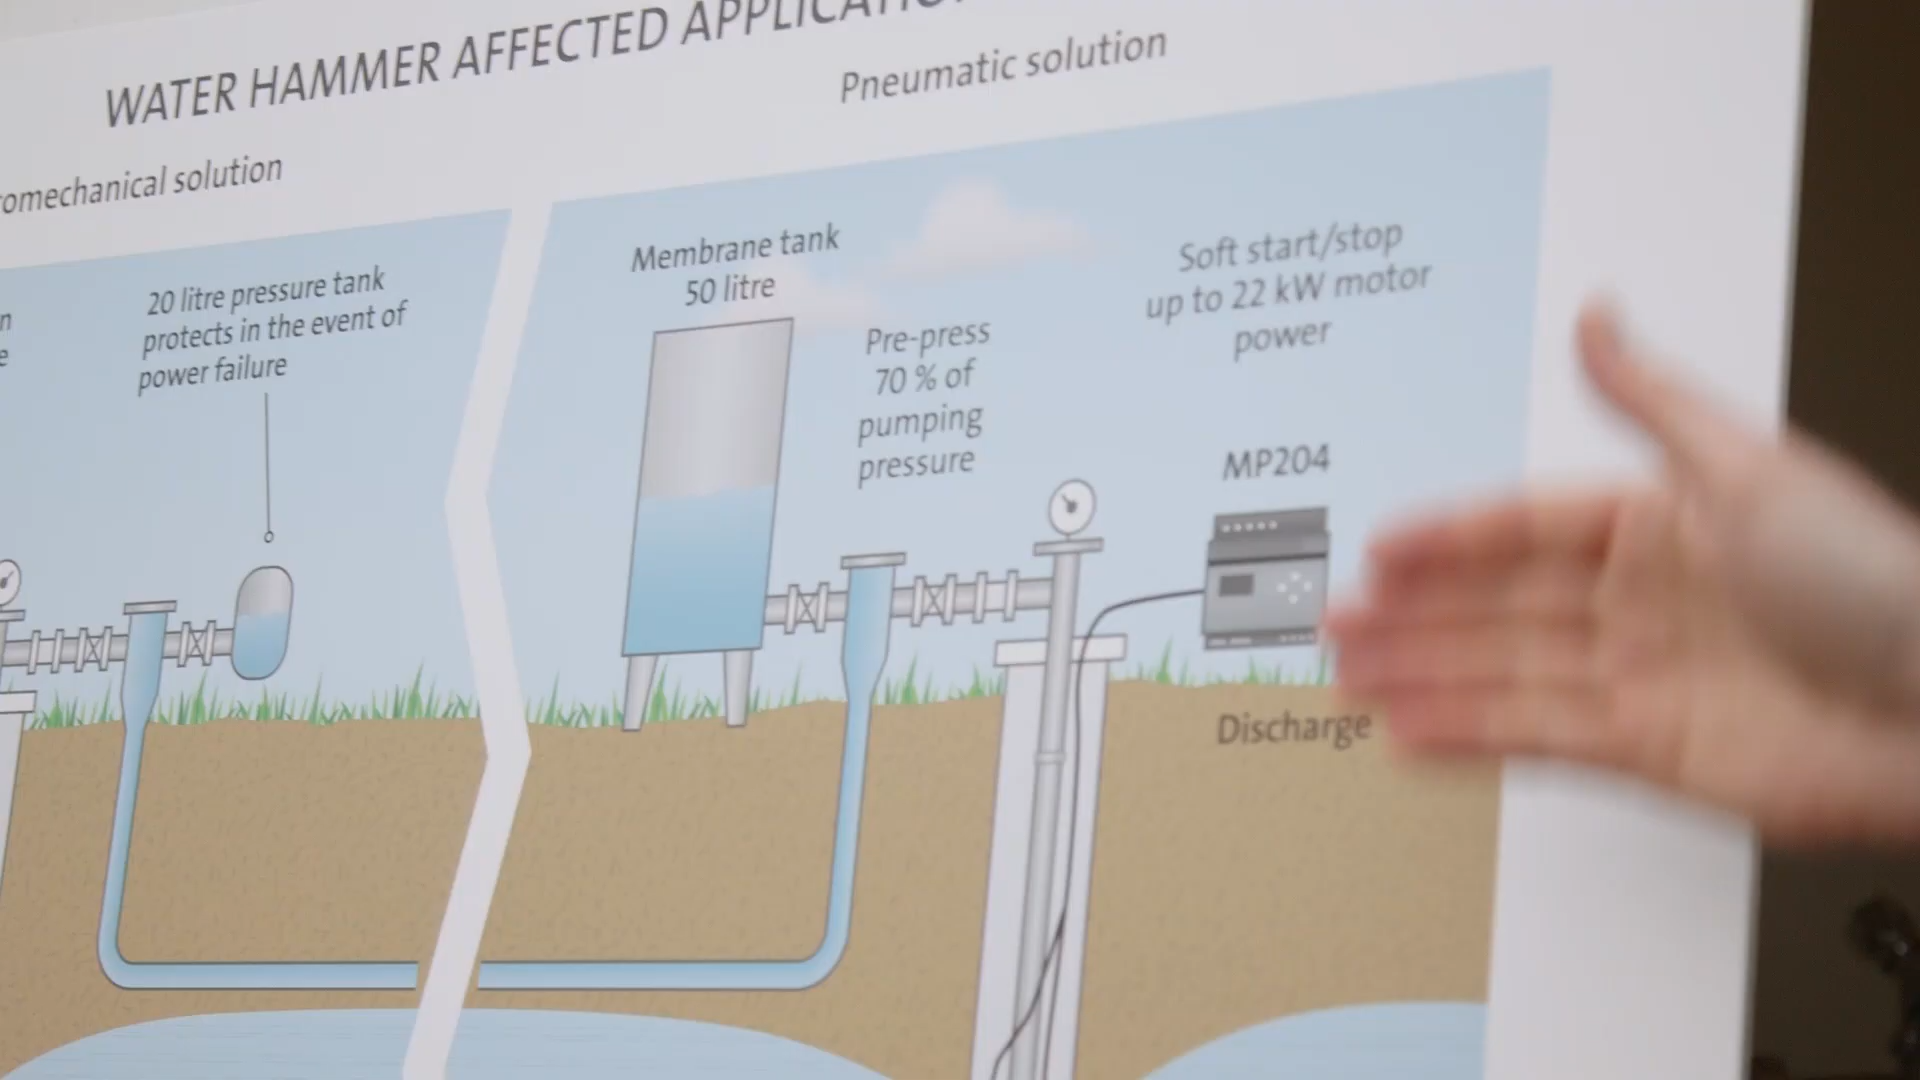 WATER HAMMER AFFECTED
Pneumatic solution
solution
20 litre pressure tank
protects in the event of
power failure
Membrane tank
50 litre
Pre-press
70 % of
pumping
pressure
Soft start/stop
up to 22 kW motor
power
MP204
Discharge